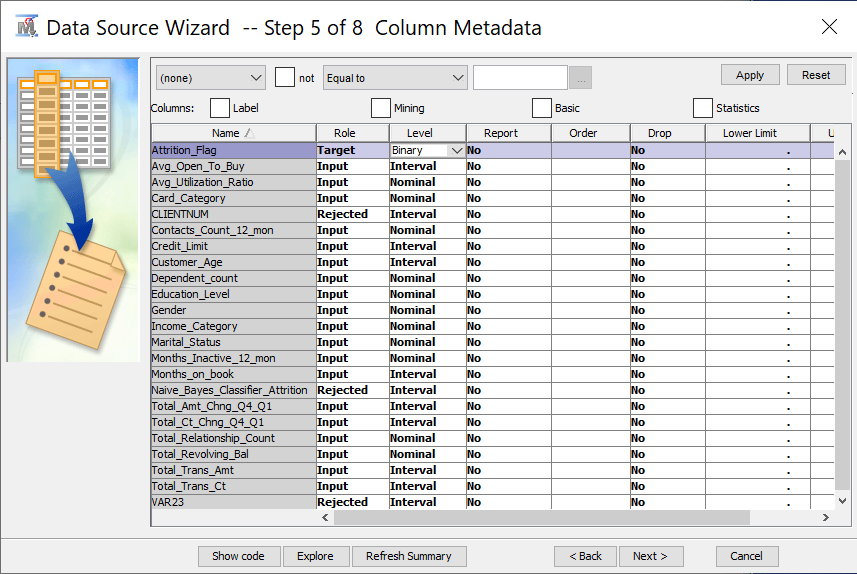 Data Source Wizard -- Step 5 of 8 Column Metadata
(none) not Equal to ... Apply Reset
Columns: Label Mining Basic Statistics
Name Role Level Report Order Drop Lower Limit U
Attrition_Flag Target Binary No No .
Avg_Open_To_Buy Input Interval No No .
Avg_Utilization_Ratio Input Nominal No No .
Card_Category Input Nominal No No .
CLIENTNUM Rejected Interval No No .
Contacts_Count_12_mon Input Nominal No No .
Credit_Limit Input Interval No No .
Customer_Age Input Interval No No .
Dependent_count Input Nominal No No .
Education_Level Input Nominal No No .
Gender Input Nominal No No .
Income_Category Input Nominal No No .
Marital_Status Input Nominal No No .
Months_Inactive_12_mon Input Nominal No No .
Months_on_book Input Interval No No .
Naive_Bayes_Classifier_Attrition Rejected Interval No No .
Total_Amt_Chng_Q4_Q1 Input Interval No No .
Total_Ct_Chng_Q4_Q1 Input Interval No No .
Total_Relationship_Count Input Nominal No No .
Total_Revolving_Bal Input Nominal No No .
Total_Trans_Amt Input Interval No No .
Total_Trans_Ct Input Interval No No .
VAR23 Rejected Interval No No .
Show code Explore Refresh Summary < Back Next > Cancel